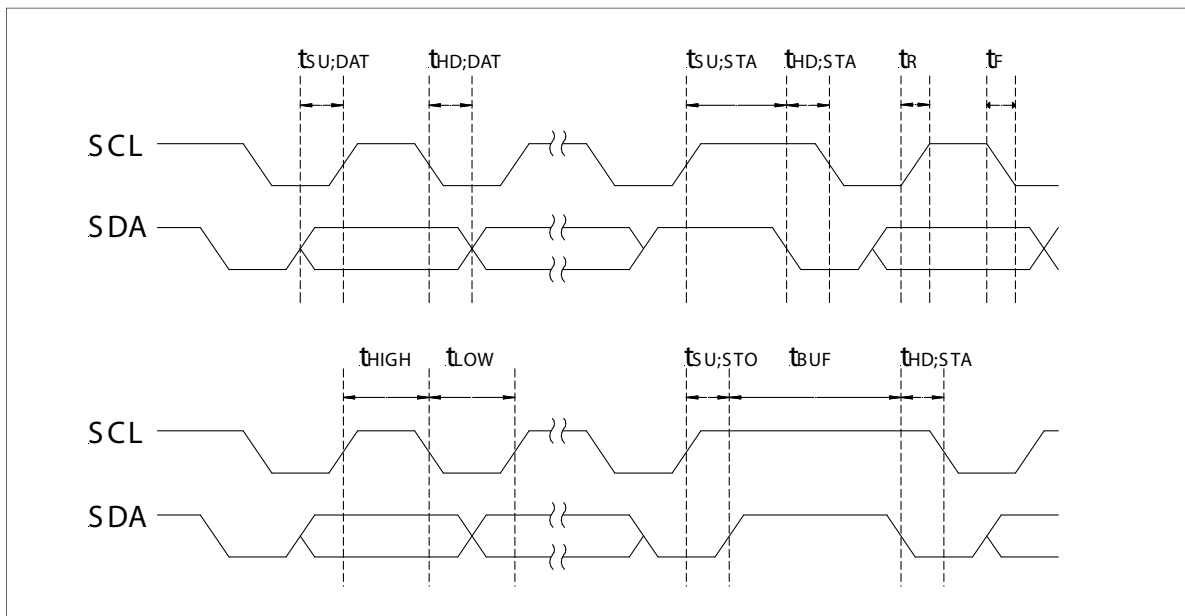 tSU;DAT tHD;DAT tSU;STA tHD;STA tR tF
SCL
SDA
tHIGH tLOW tSU;STO tBUF tHD;STA
SCL
SDA